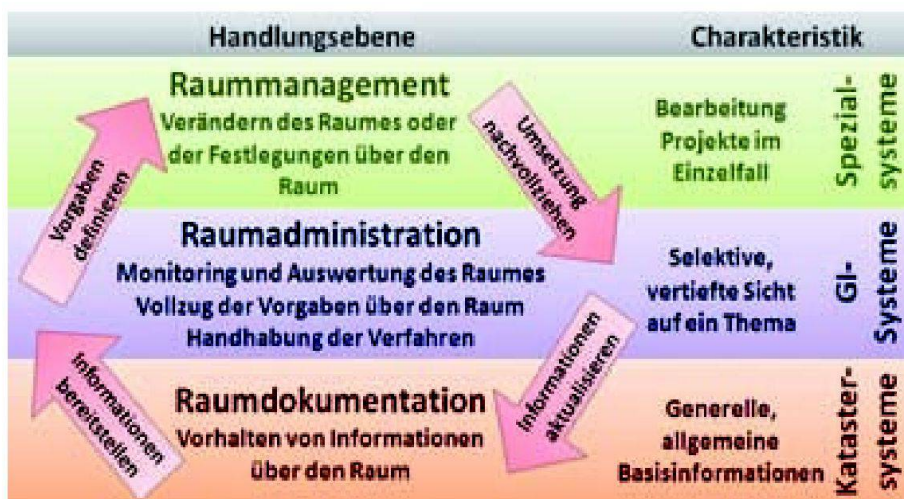 Handlungsebene
Charakteristik
Raummanagement
Verändern des Raumes oder
der Festlegungen über den
Raum
Vorgaben
definieren
Umsetzung
nachvollziehen
Bearbeitung
Projekte im
Einzelfall
Spezial-
systeme
Raumadministration
Monitoring und Auswertung des Raumes
Vollzug der Vorgaben über den Raum
Handhabung der Verfahren
Selektive,
vertiefte Sicht
auf ein Thema
GI-
Systeme
Informationen
bereitstellen
Informationen
aktualisieren
Raumdokumentation
Vorhalten von Informationen
über den Raum
Generelle,
allgemeine
Basisinformationen
Kataster-
systeme